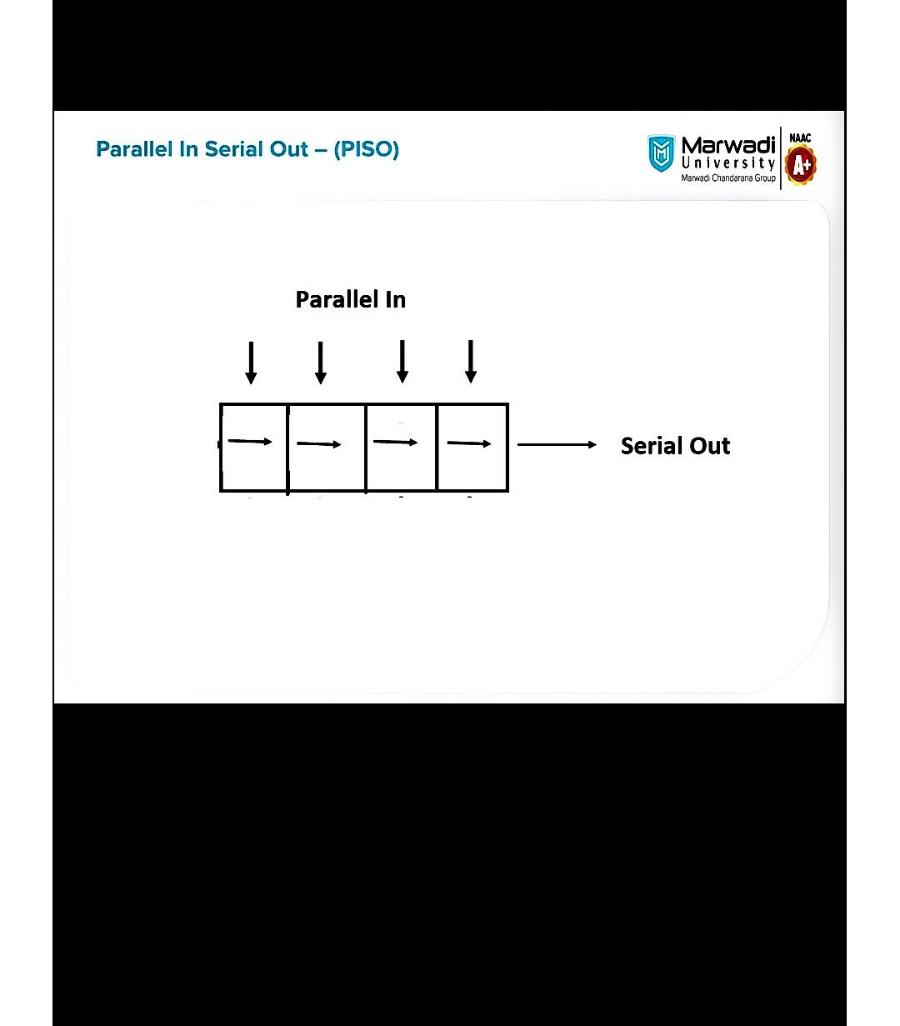 Parallel In Serial Out – (PISO)
Marwadi
University
Marwadi Chandarana Group
NAAC
A+
Parallel In
Serial Out